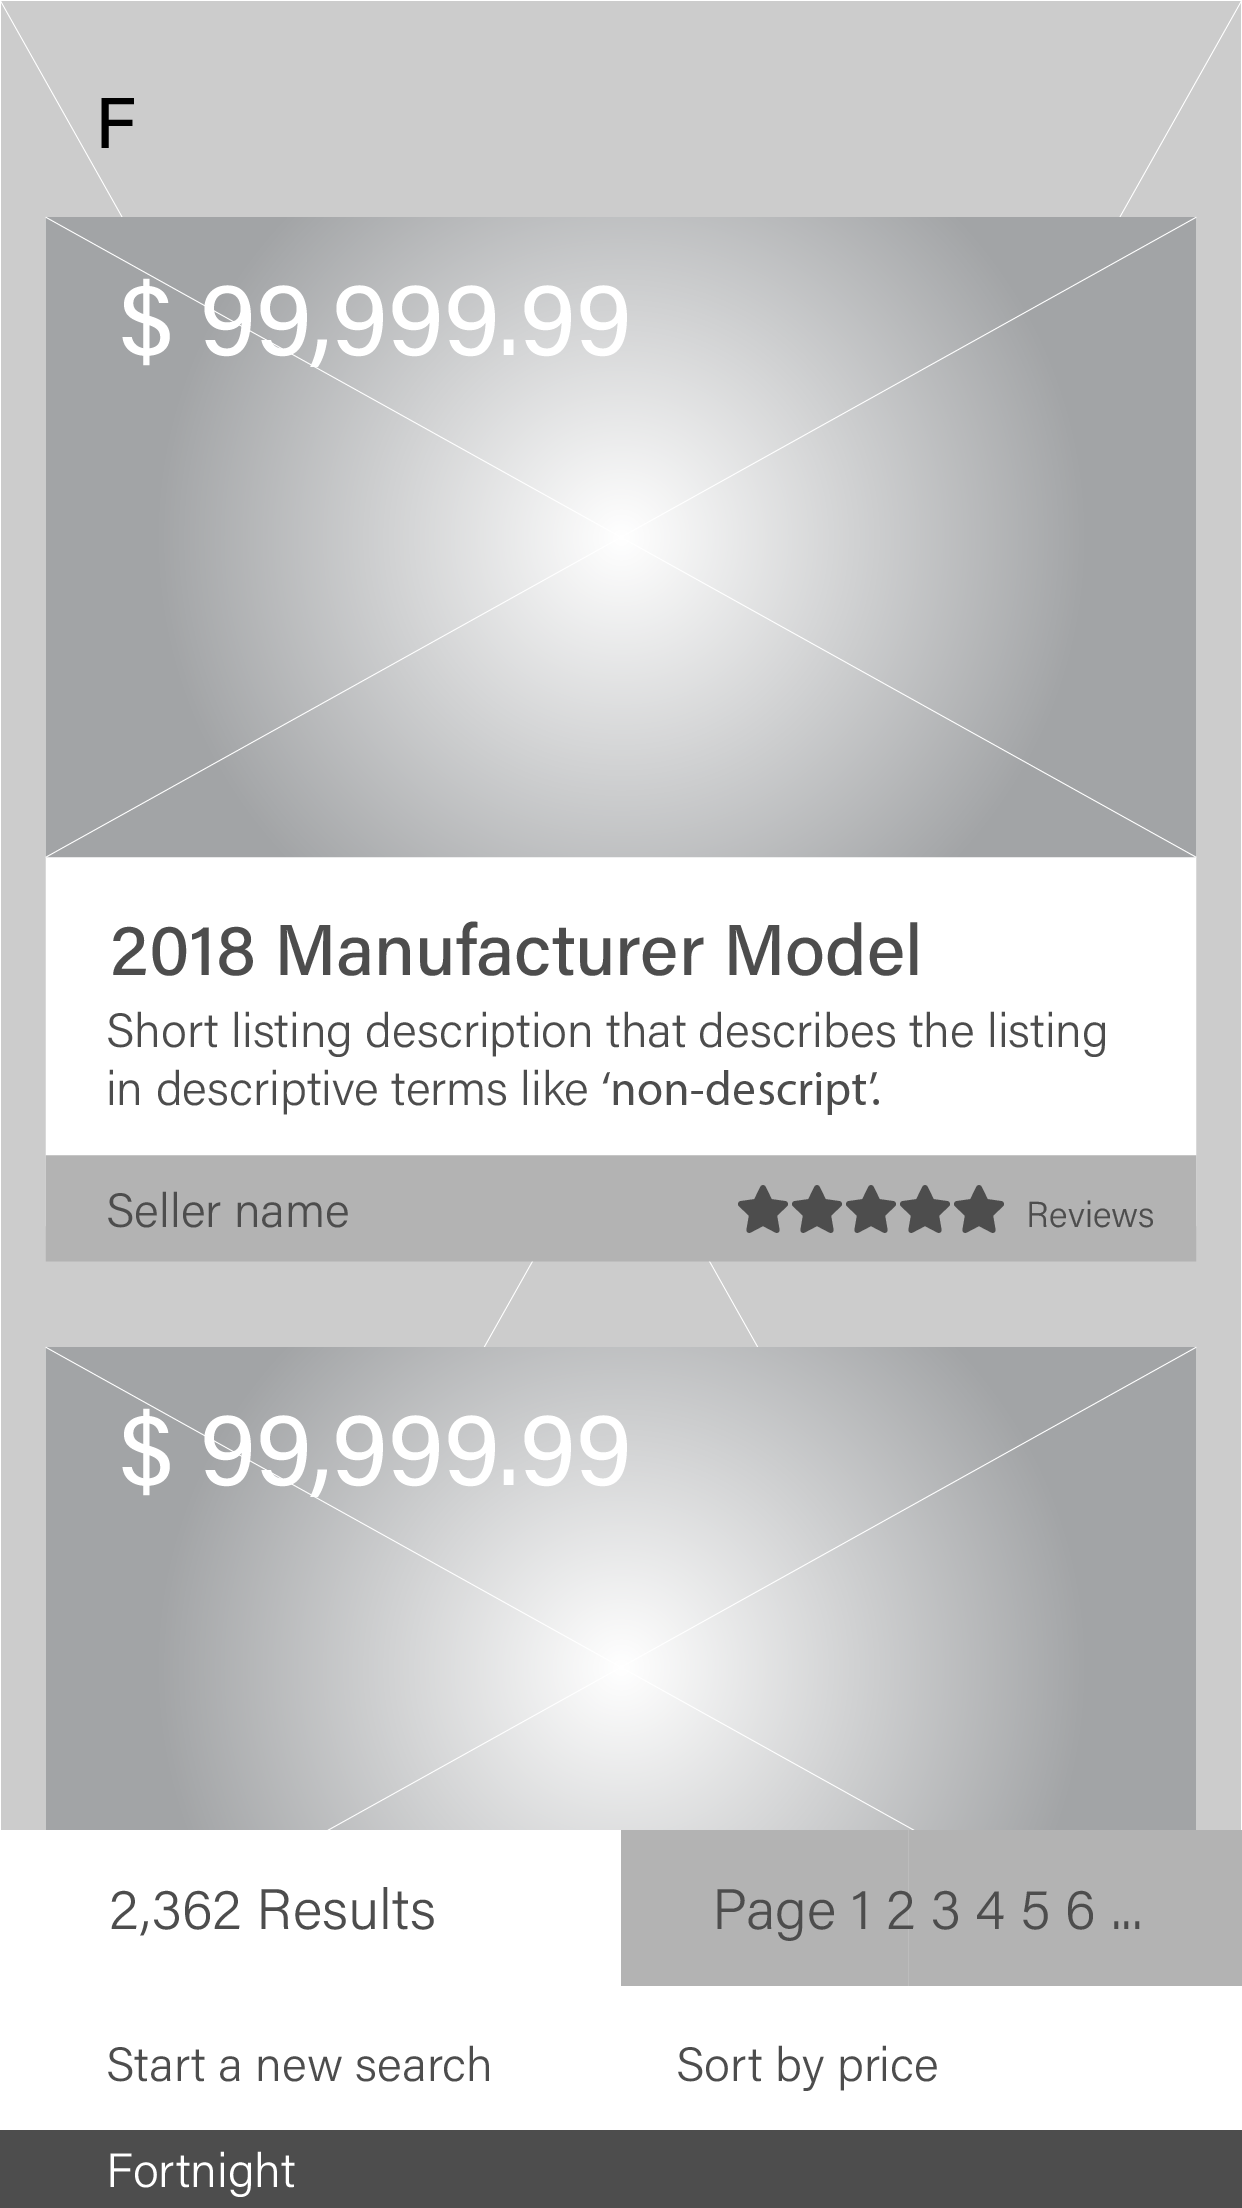 F
$ 99,999.99
2018 Manufacturer Model
Short listing description that describes the listing
in descriptive terms like ‘non-descript’.
Seller name
Reviews
$ 99,999.99
2,362 Results
Page 1 2 3 4 5 6 ...
Start a new search
Sort by price
Fortnight